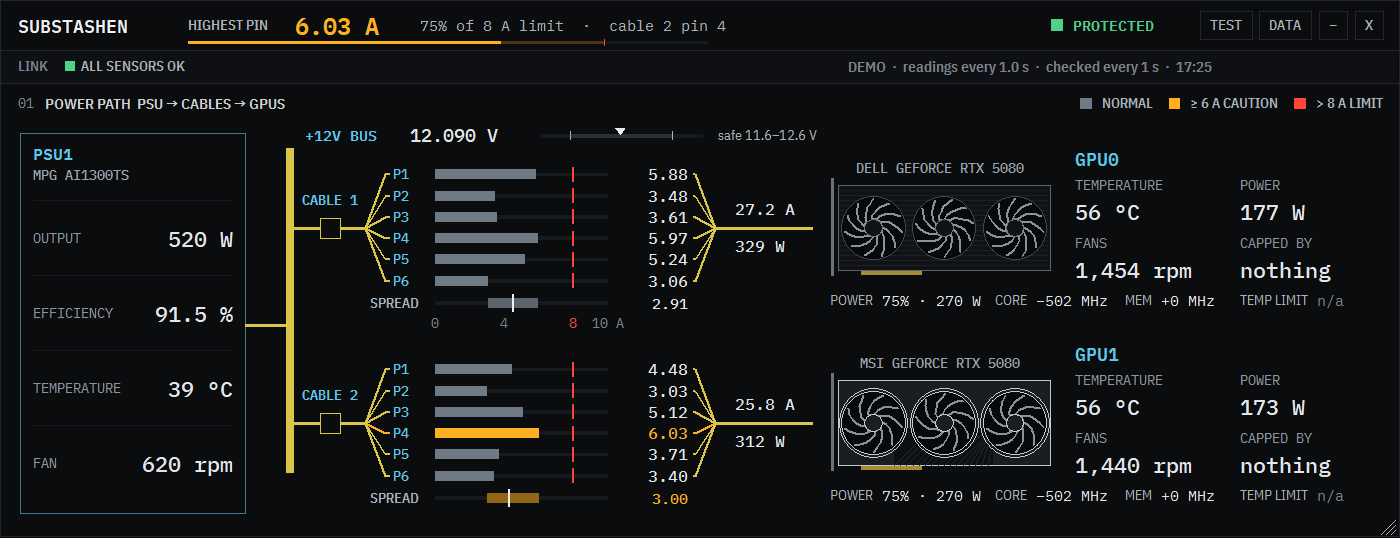 SUBSTASHEN HIGHEST PIN 6.03 A 75% of 8 A limit · cable 2 pin 4 PROTECTED TEST DATA − X
LINK ALL SENSORS OK DEMO · readings every 1.0 s · checked every 1 s · 17:25
01 POWER PATH PSU → CABLES → GPUS NORMAL ≥ 6 A CAUTION > 8 A LIMIT
+12V BUS 12.090 V safe 11.6–12.6 V
PSU1
MPG AI1300TS
OUTPUT 520 W
EFFICIENCY 91.5 %
TEMPERATURE 39 °C
FAN 620 rpm
CABLE 1
P1 5.88
P2 3.48
P3 3.61
P4 5.97
P5 5.24
P6 3.06
SPREAD 2.91
0 4 8 10 A
27.2 A
329 W
DELL GEFORCE RTX 5080
GPU0
TEMPERATURE POWER
56 °C 177 W
FANS CAPPED BY
1,454 rpm nothing
POWER 75% · 270 W CORE −502 MHz MEM +0 MHz TEMP LIMIT n/a
CABLE 2
P1 4.48
P2 3.03
P3 5.12
P4 6.03
P5 3.71
P6 3.40
SPREAD 3.00
25.8 A
312 W
MSI GEFORCE RTX 5080
GPU1
TEMPERATURE POWER
56 °C 173 W
FANS CAPPED BY
1,440 rpm nothing
POWER 75% · 270 W CORE −502 MHz MEM +0 MHz TEMP LIMIT n/a